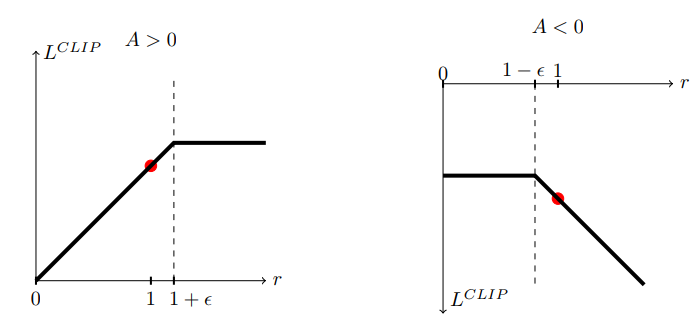 A > 0
L^{CLIP}
r
0 1 1 + ϵ
A < 0
0 1 − ϵ 1
r
L^{CLIP}